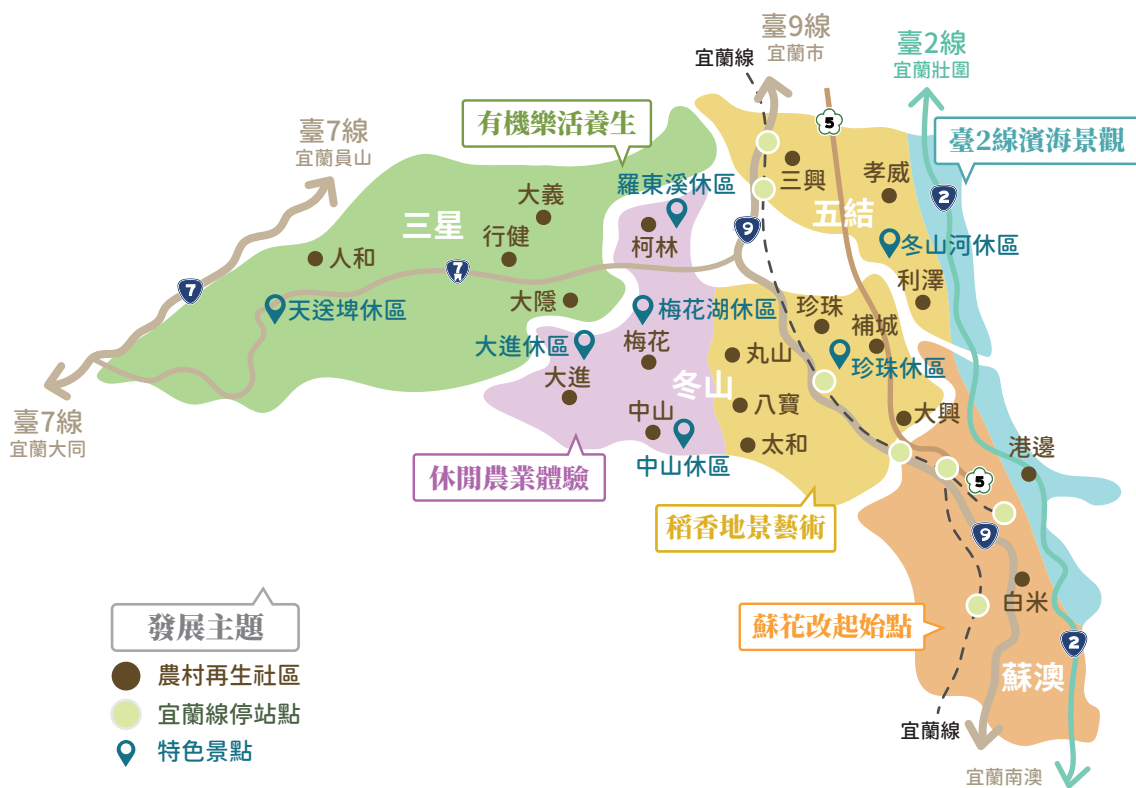 臺9線
宜蘭市
宜蘭線
臺2線
宜蘭壯圍
5
有機樂活養生
臺2線濱海景觀
臺7線
宜蘭員山
三興
孝威
羅東溪休區
大義
2
三星
五結
行健
9
柯林
冬山河休區
人和
7
利澤
7
大隱
天送埤休區
梅花湖休區
珍珠
補城
大進休區
梅花
丸山
珍珠休區
大進
冬山
八寶
中山
大興
臺7線
宜蘭大同
太和
港邊
中山休區
休閒農業體驗
5
稻香地景藝術
9
白米
發展主題
蘇花改起始點
2
農村再生社區
蘇澳
宜蘭線停站點
宜蘭線
特色景點
宜蘭南澳